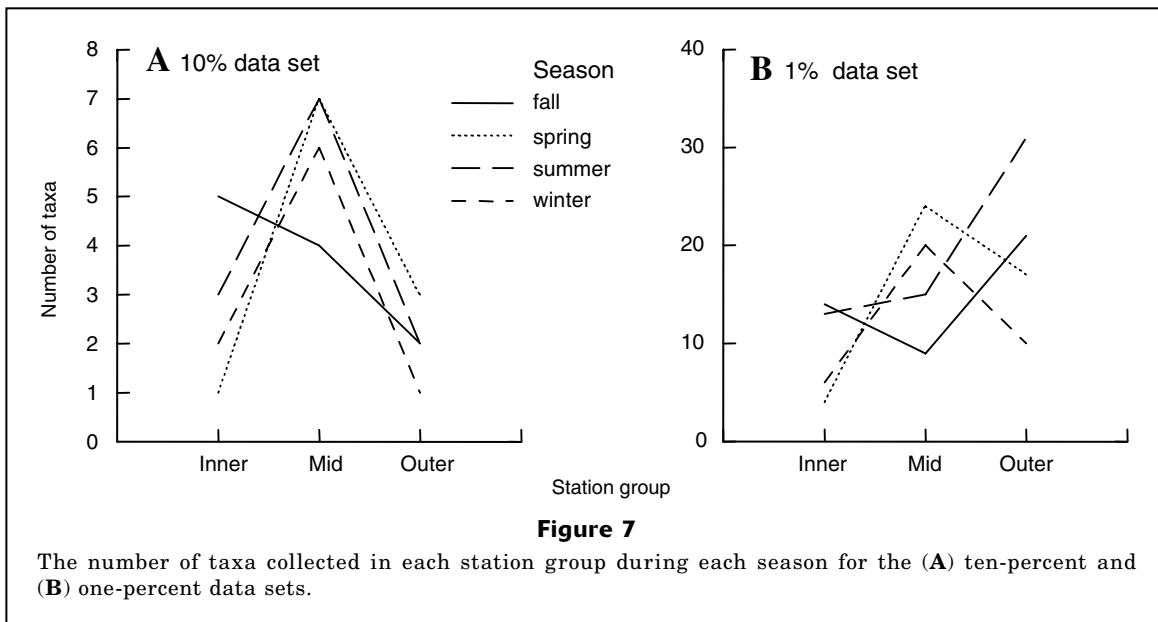 A 10% data set
8
7
6
5
4
3
2
1
0
Number of taxa
Inner Mid Outer
Season
fall
spring
summer
winter
B 1% data set
40
30
20
10
0
Inner Mid Outer
Station group
Figure 7
The number of taxa collected in each station group during each season for the (A) ten-percent and
(B) one-percent data sets.